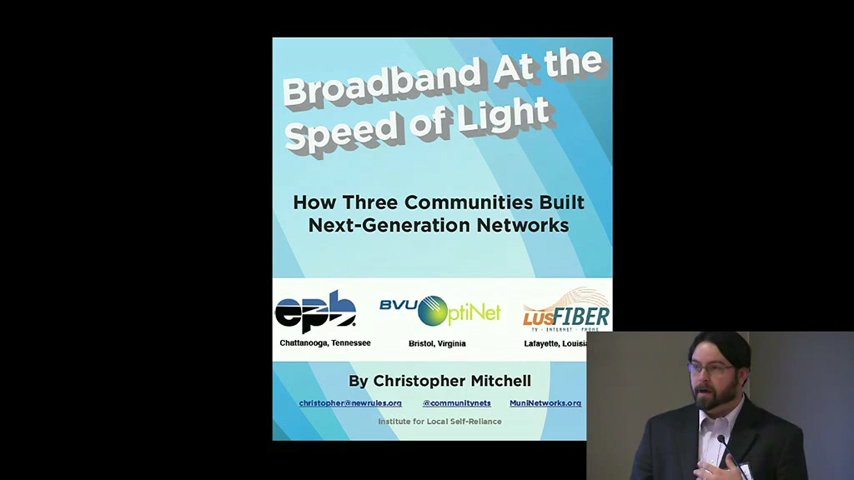 Broadband At the
Speed of Light
How Three Communities Built
Next-Generation Networks
epb
BVU OptiNet
LUSFIBER
TV · INTERNET · PHONE
Chattanooga, Tennessee
Bristol, Virginia
Lafayette, Louisia
By Christopher Mitchell
christopher@newrules.org
@communitynets
MuniNetworks.org
Institute for Local Self-Reliance